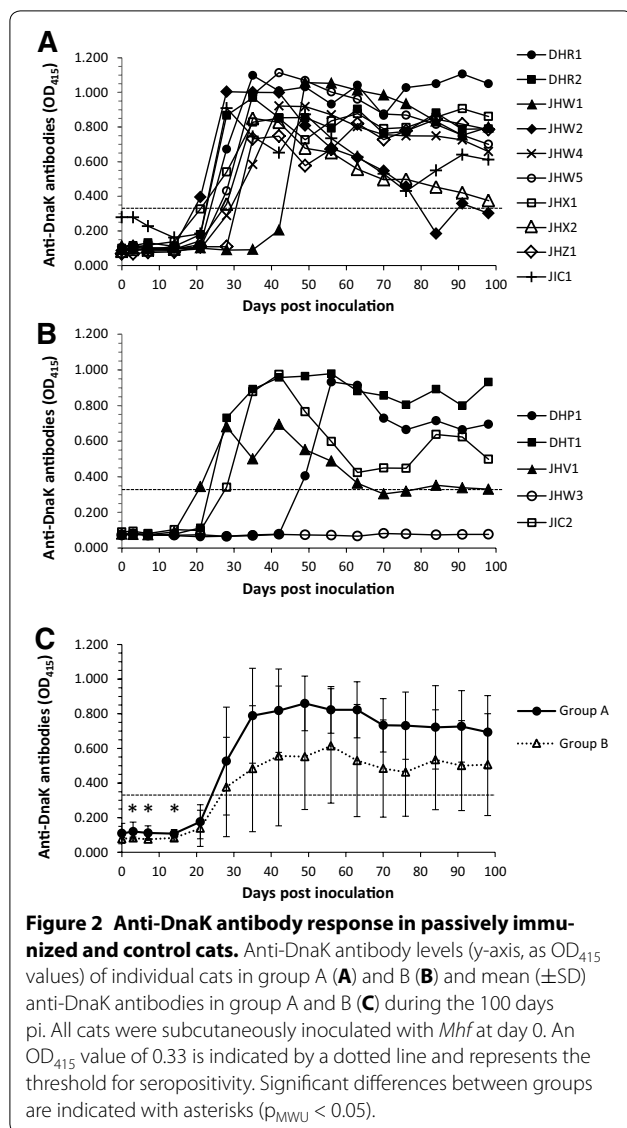 A
Anti-DnaK antibodies (OD415)
1.200
1.000
0.800
0.600
0.400
0.200
0.000
0 10 20 30 40 50 60 70 80 90 100
Days post inoculation
DHR1
DHR2
JHW1
JHW2
JHW4
JHW5
JHX1
JHX2
JHZ1
JIC1
B
Anti-DnaK antibodies (OD415)
1.200
1.000
0.800
0.600
0.400
0.200
0.000
0 10 20 30 40 50 60 70 80 90 100
Days post inoculation
DHP1
DHT1
JHV1
JHW3
JIC2
C
Anti-DnaK antibodies (OD415)
1.200
1.000
0.800
0.600
0.400
0.200
0.000
* * *
0 10 20 30 40 50 60 70 80 90 100
Days post inoculation
Group A
Group B
Figure 2 Anti-DnaK antibody response in passively immu-
nized and control cats. Anti-DnaK antibody levels (y-axis, as OD415
values) of individual cats in group A (A) and B (B) and mean (±SD)
anti-DnaK antibodies in group A and B (C) during the 100 days
pi. All cats were subcutaneously inoculated with Mhf at day 0. An
OD415 value of 0.33 is indicated by a dotted line and represents the
threshold for seropositivity. Significant differences between groups
are indicated with asterisks (pMWU < 0.05).